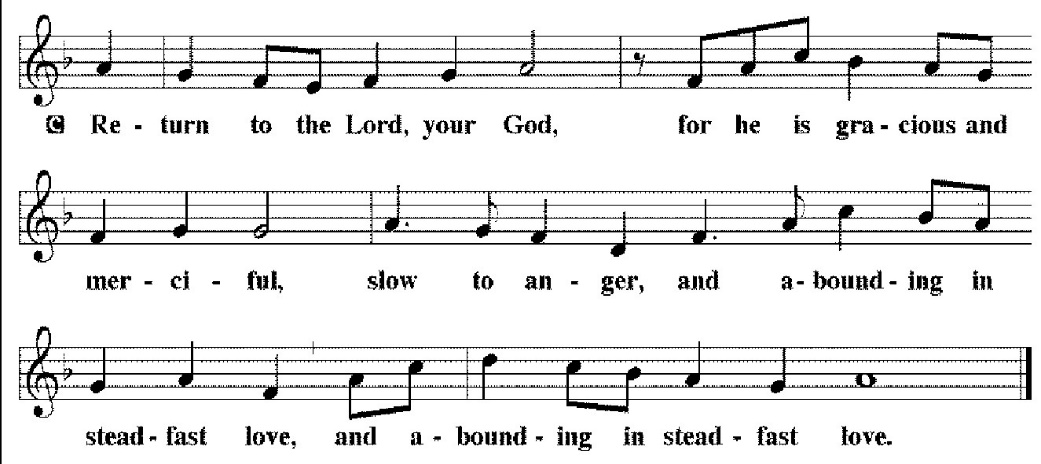 C Re - turn to the Lord, your God, for he is gra - cious and
mer - ci - ful, slow to an - ger, and a - bound - ing in
stead - fast love, and a - bound - ing in stead - fast love.